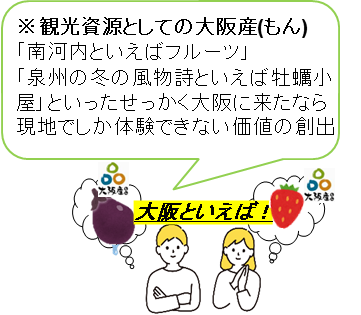 ※ 観光資源としての大阪産(もん)
「南河内といえばフルーツ」
「泉州の冬の風物詩といえば牡蠣小
屋」といったせっかく大阪に来たなら
現地でしか体験できない価値の創出
大阪産
大阪産
大阪といえば！